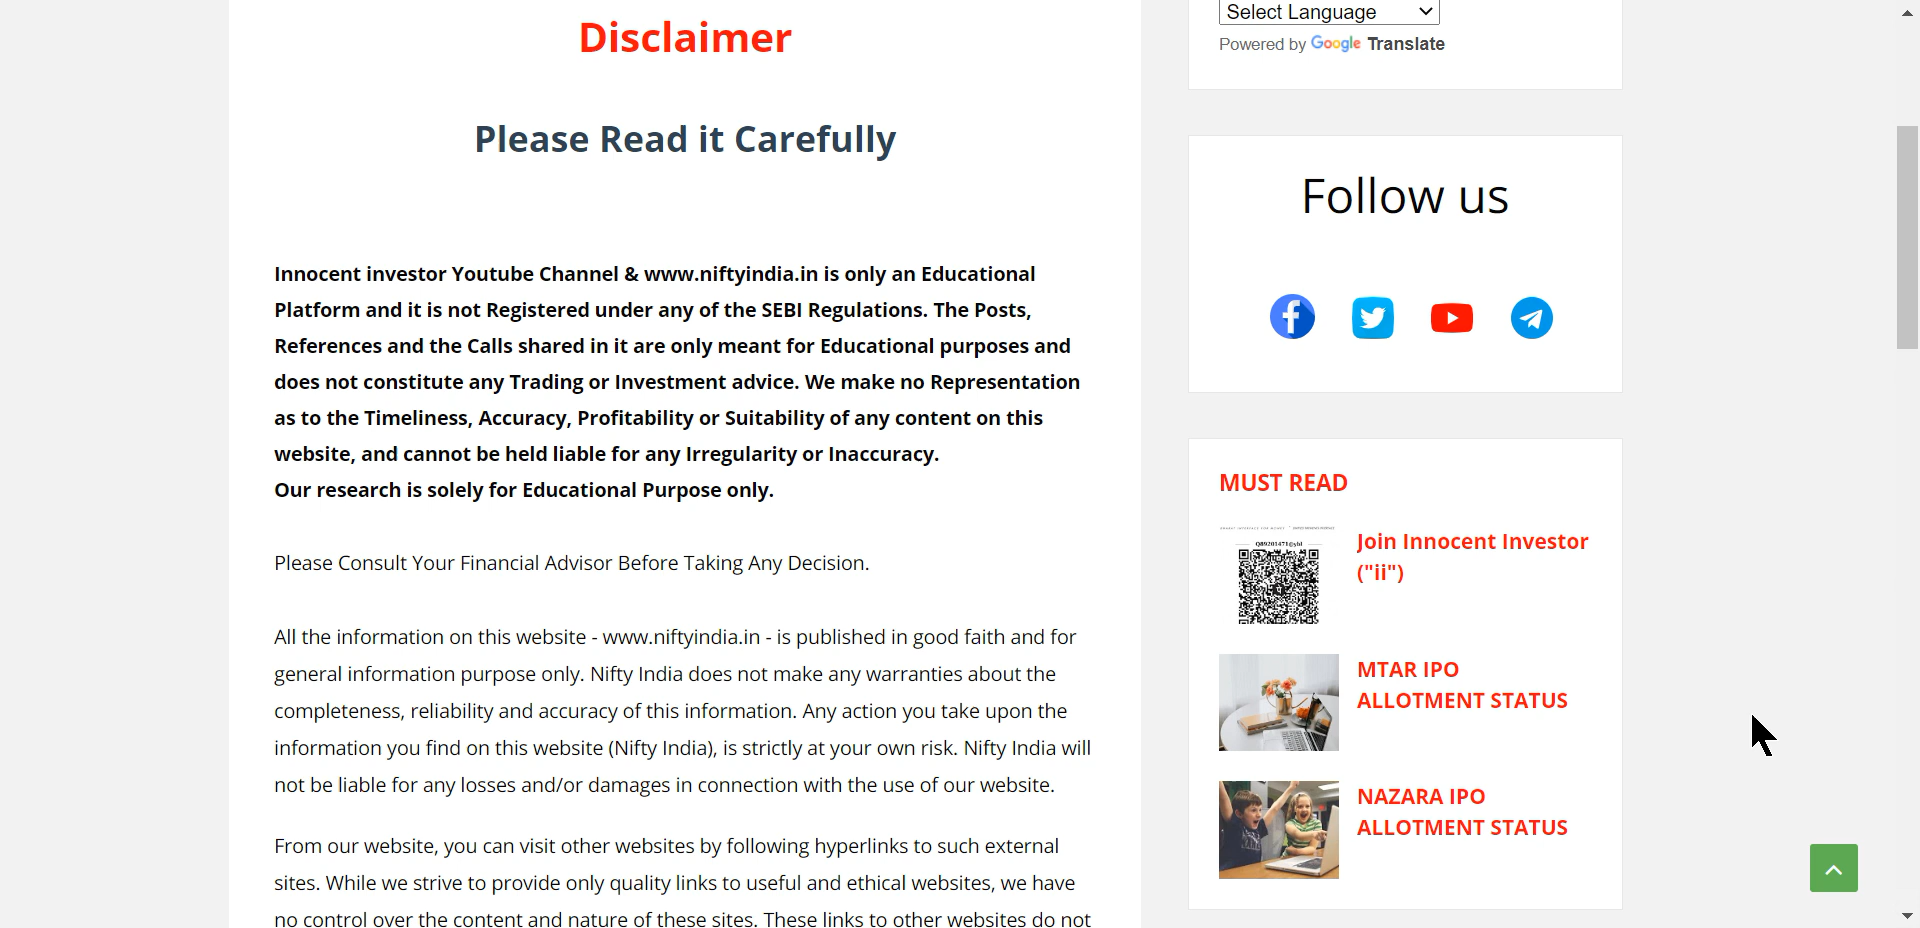 Disclaimer
Please Read it Carefully
Innocent investor Youtube Channel & www.niftyindia.in is only an Educational
Platform and it is not Registered under any of the SEBI Regulations. The Posts,
References and the Calls shared in it are only meant for Educational purposes and
does not constitute any Trading or Investment advice. We make no Representation
as to the Timeliness, Accuracy, Profitability or Suitability of any content on this
website, and cannot be held liable for any Irregularity or Inaccuracy.
Our research is solely for Educational Purpose only.
Please Consult Your Financial Advisor Before Taking Any Decision.
All the information on this website - www.niftyindia.in - is published in good faith and for
general information purpose only. Nifty India does not make any warranties about the
completeness, reliability and accuracy of this information. Any action you take upon the
information you find on this website (Nifty India), is strictly at your own risk. Nifty India will
not be liable for any losses and/or damages in connection with the use of our website.
From our website, you can visit other websites by following hyperlinks to such external
sites. While we strive to provide only quality links to useful and ethical websites, we have
no control over the content and nature of these sites. These links to other websites do not
Select Language
Powered by Google Translate
Follow us
MUST READ
Q89201471@ybl
Join Innocent Investor
("ii")
MTAR IPO
ALLOTMENT STATUS
NAZARA IPO
ALLOTMENT STATUS